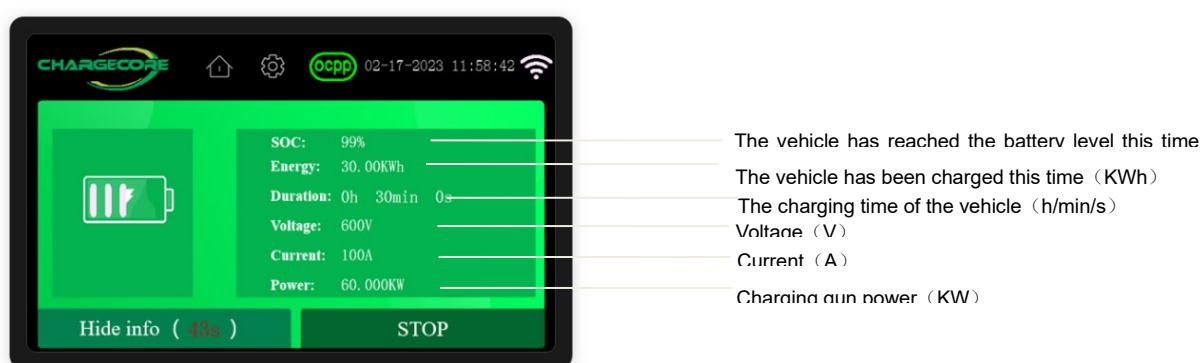 CHARGECORE
ocpp 02-17-2023 11:58:42
SOC: 99%
Energy: 30.00KWh
Duration: 0h 30min 0s
Voltage: 600V
Current: 100A
Power: 60.000KW
Hide info ( 43s )
STOP
The vehicle has reached the battery level this time
The vehicle has been charged this time（KWh）
The charging time of the vehicle（h/min/s）
Voltage（V）
Current（A）
Charging gun power（KW）